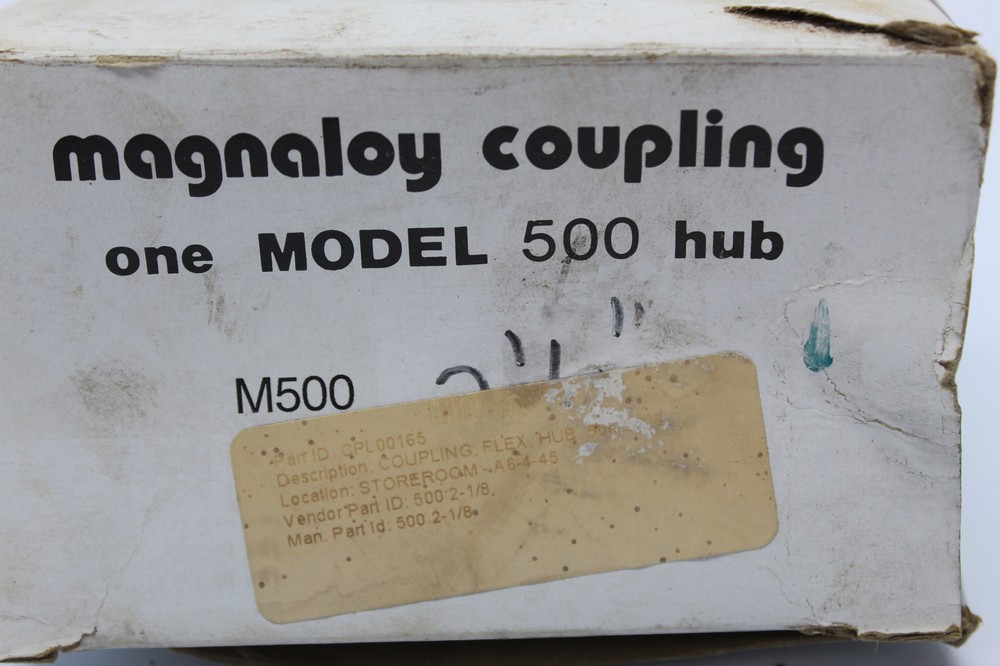 magnaloy coupling
one MODEL 500 hub
M500
Part ID: CPL00165
Description: COUPLING, FLEX, HUB,
Location: STOREROOM - A6-4-45
Vendor Part ID: 500 2-1/8
Man. Part Id: 500 2-1/8